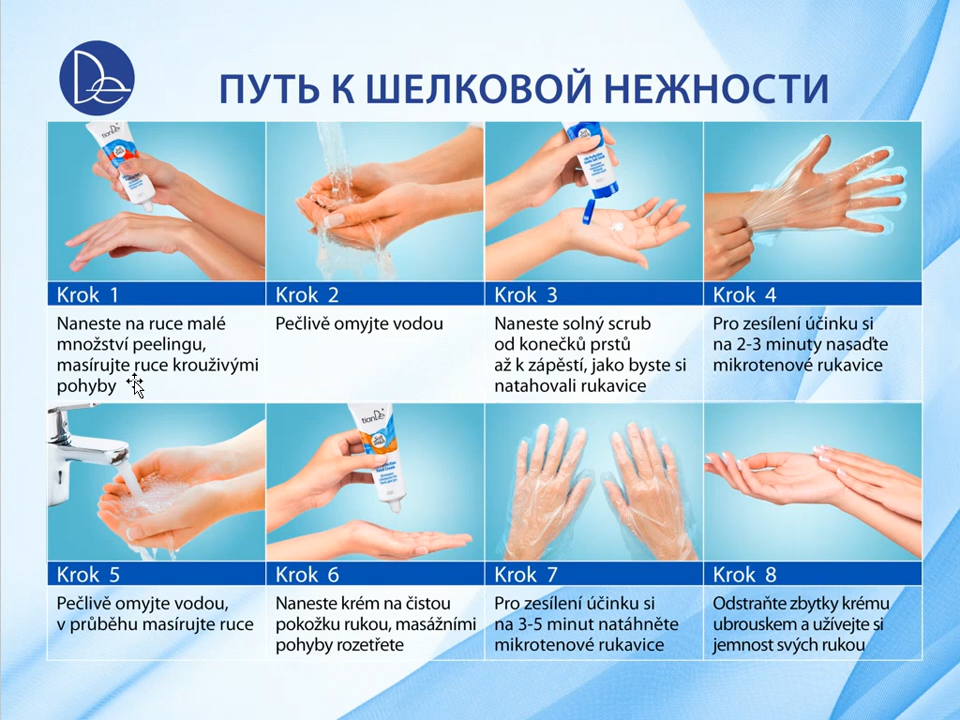 De
ПУТЬ К ШЕЛКОВОЙ НЕЖНОСТИ
tianDe
Krok 1
Naneste na ruce malé
množství peelingu,
masírujte ruce krouživými
pohyby
Krok 2
Pečlivě omyjte vodou
Krok 3
Naneste solný scrub
od konečků prstů
až k zápěstí, jako byste si
natahovali rukavice
Krok 4
Pro zesílení účinku si
na 2-3 minuty nasaďte
mikrotenové rukavice
Krok 5
Pečlivě omyjte vodou,
v průběhu masírujte ruce
tianDe
Krok 6
Naneste krém na čistou
pokožku rukou, masážními
pohyby rozetřete
Krok 7
Pro zesílení účinku si
na 3-5 minut natáhněte
mikrotenové rukavice
Krok 8
Odstraňte zbytky krému
ubrouskem a užívejte si
jemnost svých rukou